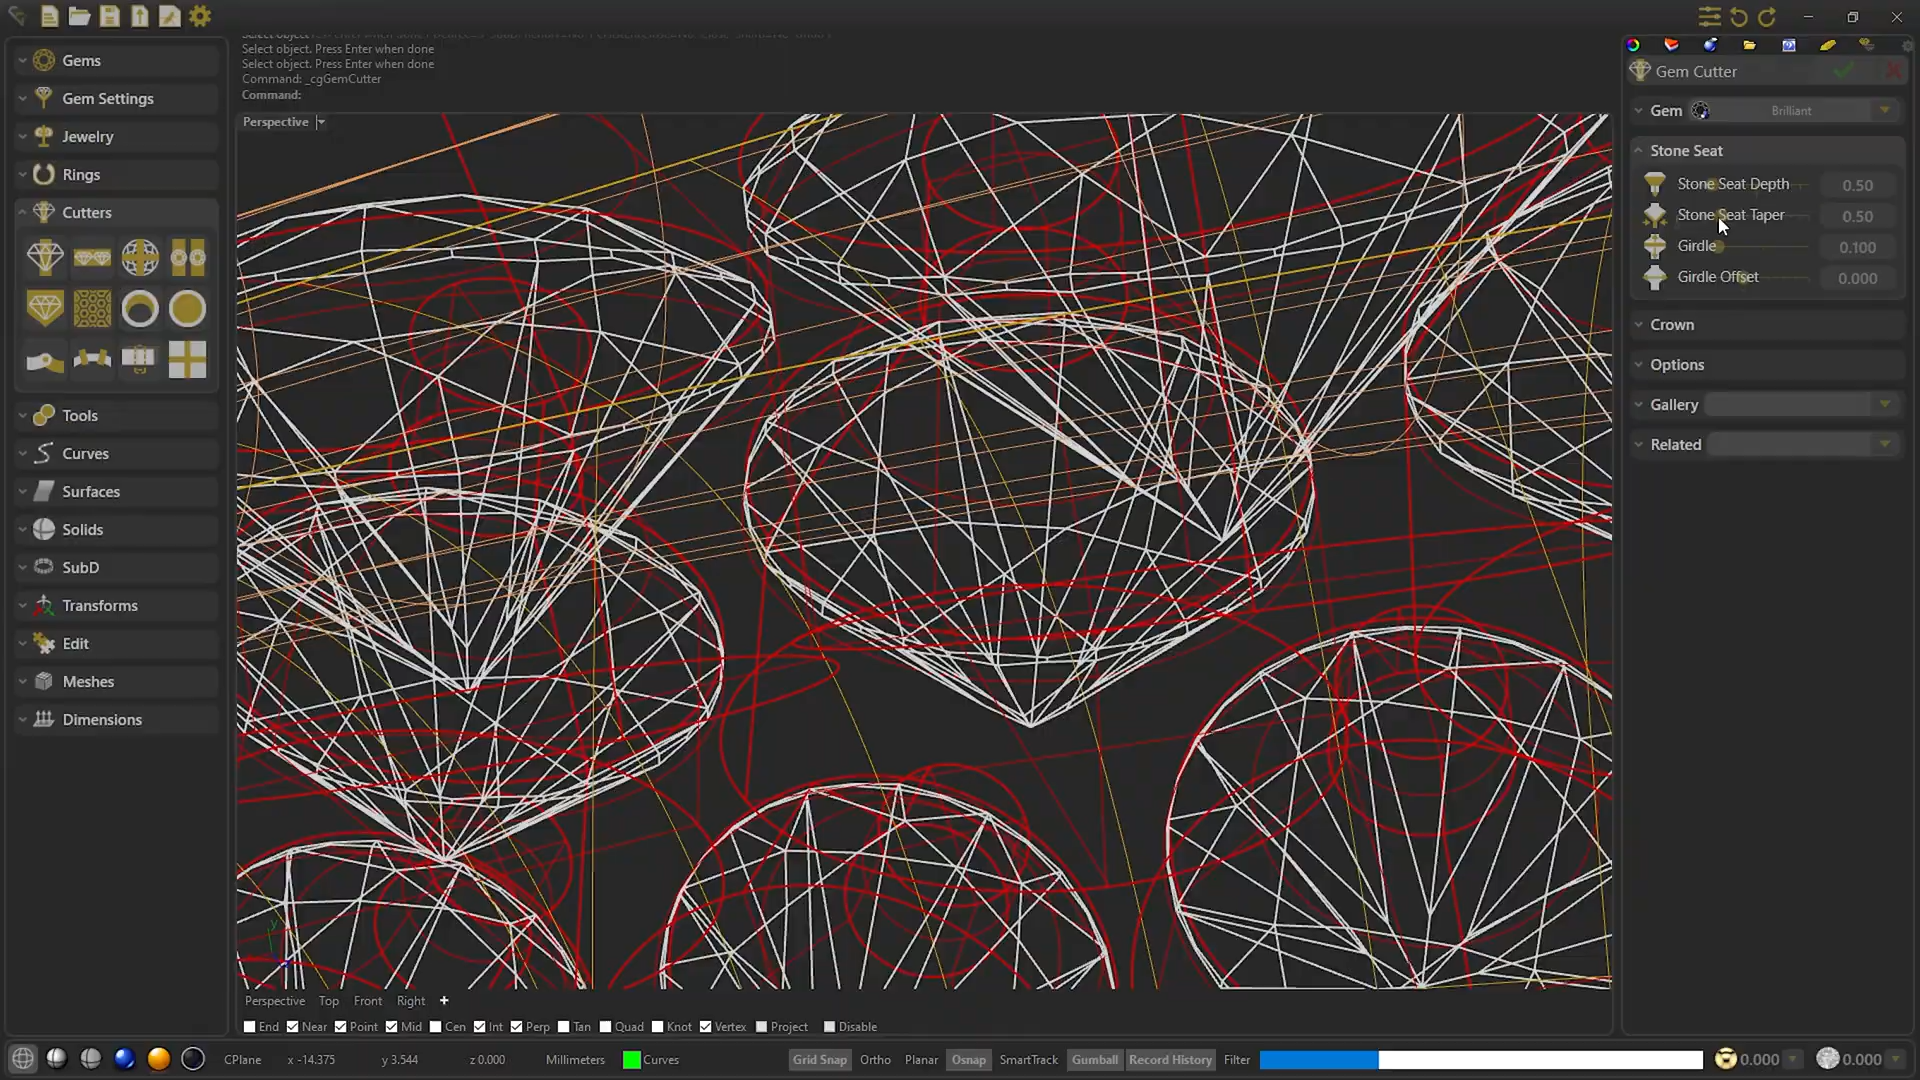 Select object. Press Enter when done
Select object. Press Enter when done
Command: _cgGemCutter
Command:
Gems
Gem Settings
Jewelry
Rings
Cutters
Tools
Curves
Surfaces
Solids
SubD
Transforms
Edit
Meshes
Dimensions
Perspective
Gem Cutter
Gem
Brilliant
Stone Seat
Stone Seat Depth 0.50
Stone Seat Taper 0.50
Girdle 0.100
Girdle Offset 0.000
Crown
Options
Gallery
Related
y
Perspective Top Front Right
End Near Point Mid Cen Int Perp Tan Quad Knot Vertex Project Disable
CPlane x -14.375 y 3.544 z 0.000 Millimeters Curves Grid Snap Ortho Planar Osnap SmartTrack Gumball Record History Filter 0.000 0.000